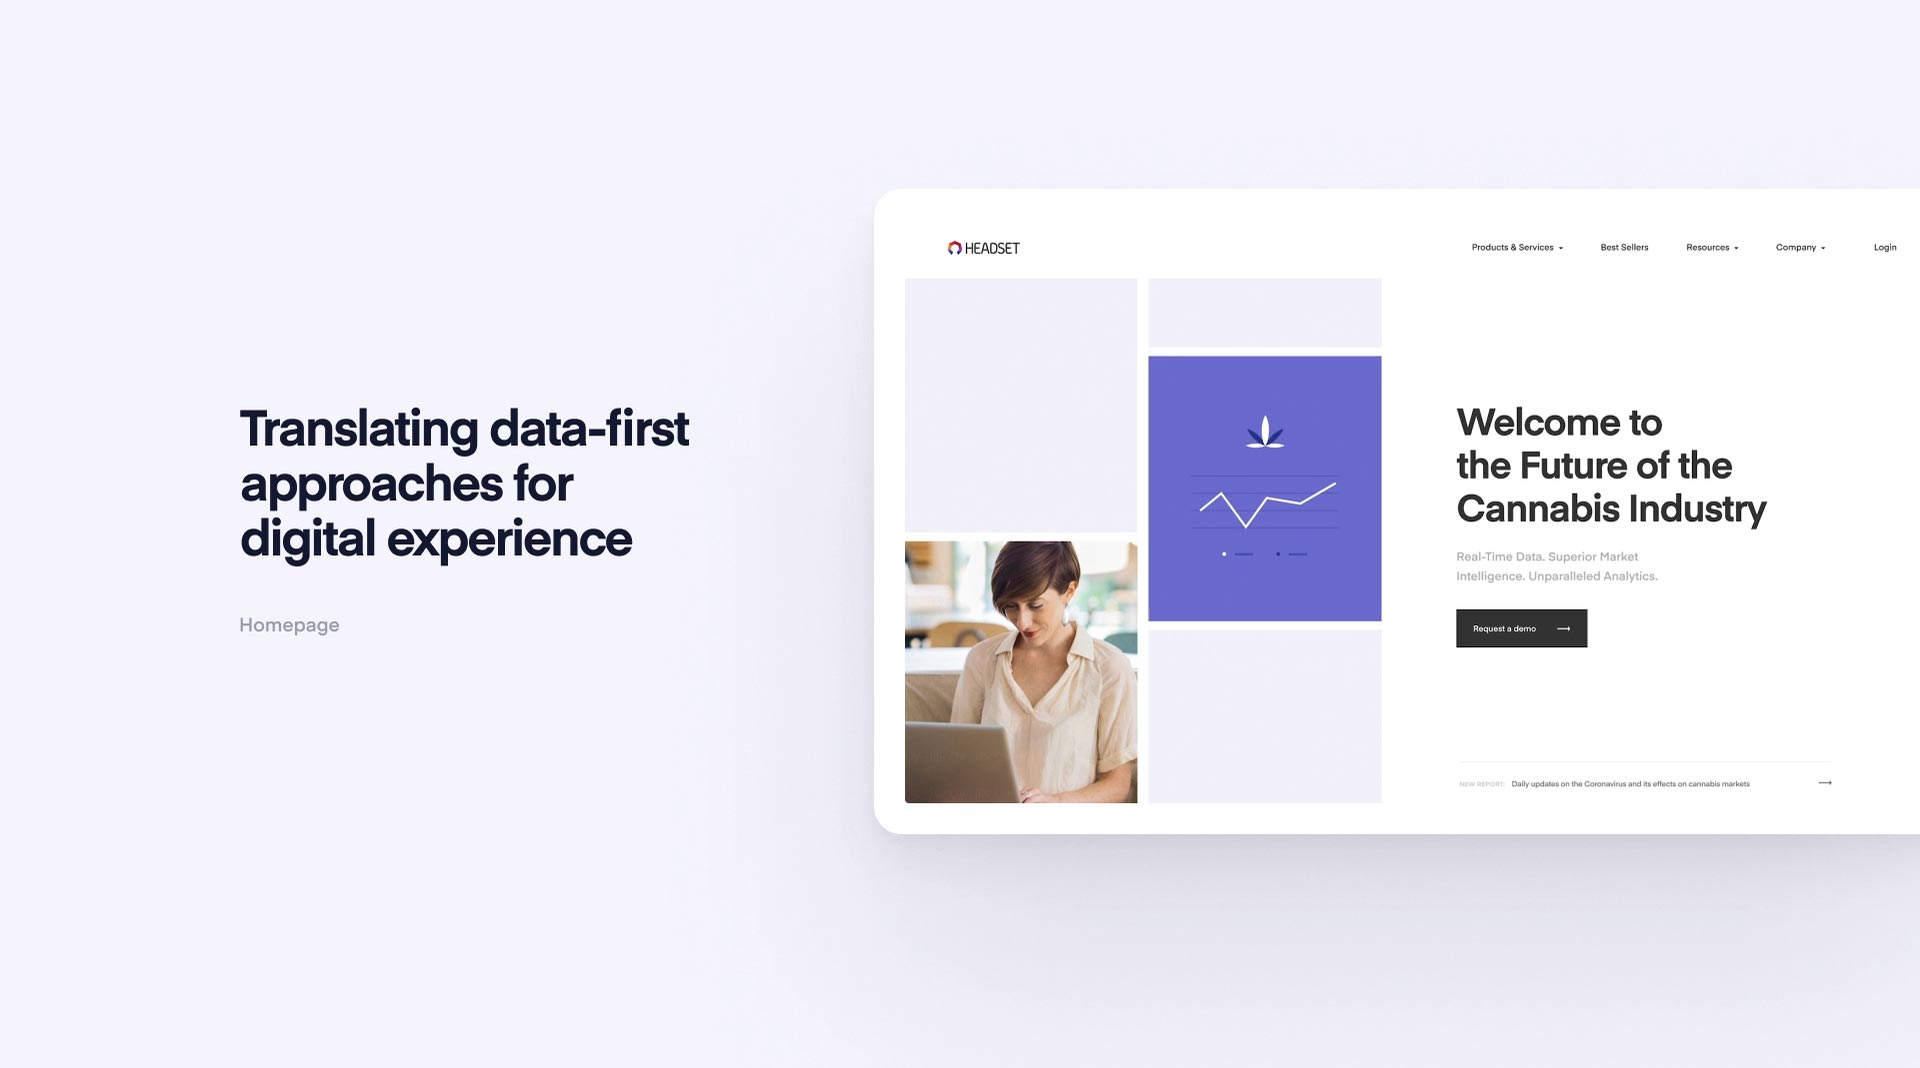 Translating data-first
approaches for
digital experience
Homepage
HEADSET
Products & Services
Best Sellers
Resources
Company
Login
Welcome to
the Future of the
Cannabis Industry
Real-Time Data. Superior Market
Intelligence. Unparalleled Analytics.
Request a demo
NEW REPORT: Daily updates on the Coronavirus and its effects on cannabis markets